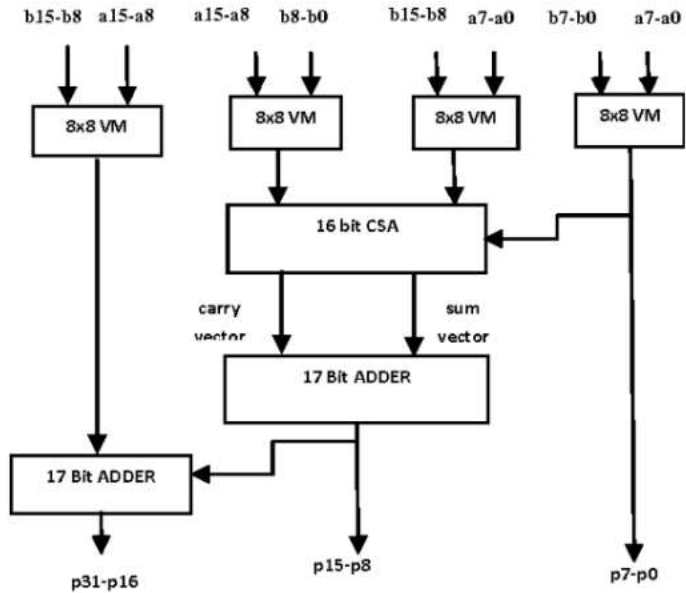 b15-b8 a15-a8 a15-a8 b8-b0 b15-b8 a7-a0 b7-b0 a7-a0
8x8 VM 8x8 VM 8x8 VM 8x8 VM
16 bit CSA
carry sum
vector vector
17 Bit ADDER
17 Bit ADDER
p31-p16 p15-p8 p7-p0